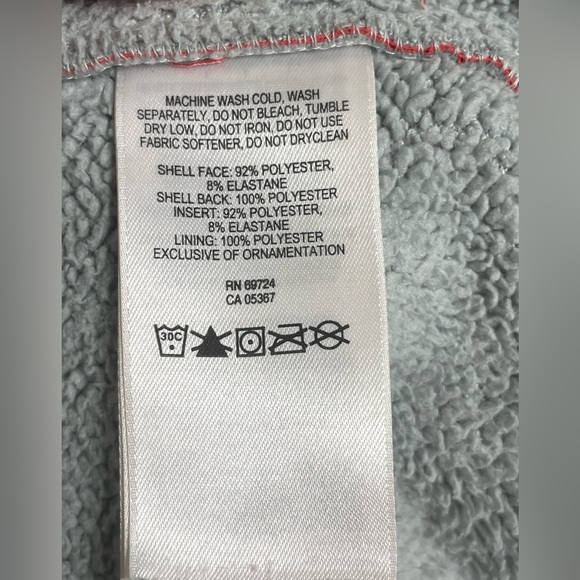 MACHINE WASH COLD, WASH
SEPARATELY, DO NOT BLEACH, TUMBLE
DRY LOW, DO NOT IRON, DO NOT USE
FABRIC SOFTENER, DO NOT DRYCLEAN
SHELL FACE: 92% POLYESTER,
8% ELASTANE
SHELL BACK: 100% POLYESTER
INSERT: 92% POLYESTER,
8% ELASTANE
LINING: 100% POLYESTER
EXCLUSIVE OF ORNAMENTATION
RN 69724
CA 05367
30C